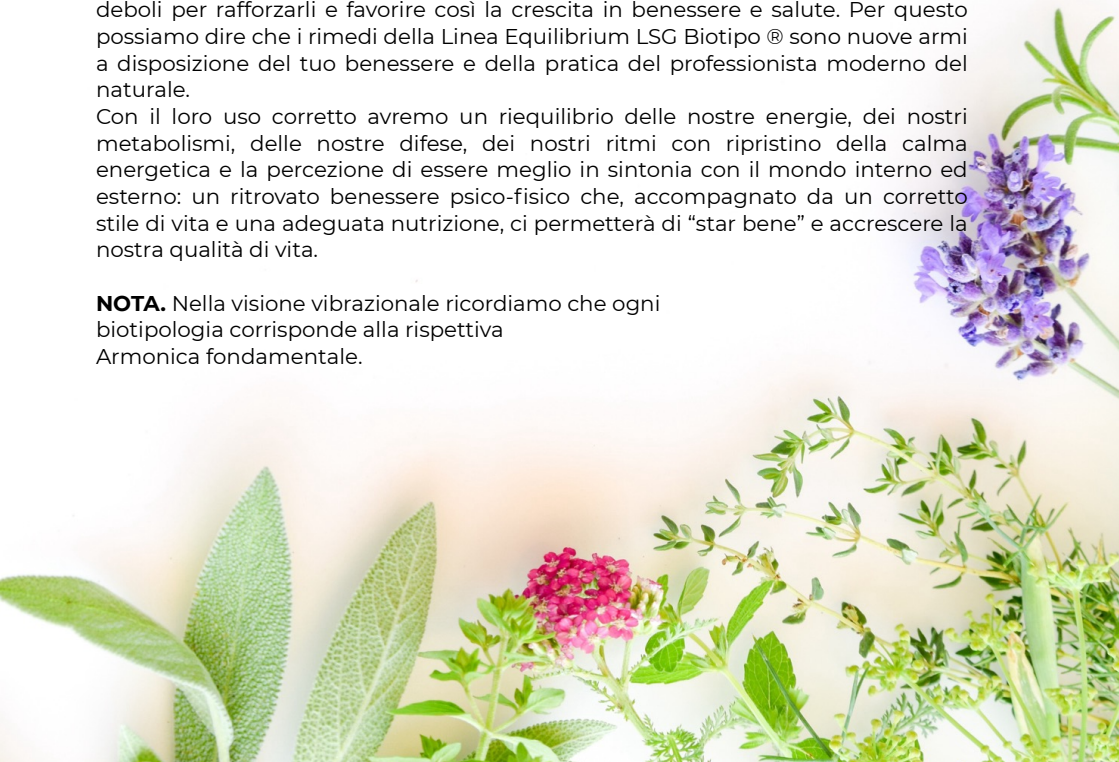 deboli per rafforzarli e favorire così la crescita in benessere e salute. Per questo
possiamo dire che i rimedi della Linea Equilibrium LSG Biotipo ® sono nuove armi
a disposizione del tuo benessere e della pratica del professionista moderno del
naturale.
Con il loro uso corretto avremo un riequilibrio delle nostre energie, dei nostri
metabolismi, delle nostre difese, dei nostri ritmi con ripristino della calma
energetica e la percezione di essere meglio in sintonia con il mondo interno ed
esterno: un ritrovato benessere psico-fisico che, accompagnato da un corretto
stile di vita e una adeguata nutrizione, ci permetterà di “star bene” e accrescere la
nostra qualità di vita.
NOTA. Nella visione vibrazionale ricordiamo che ogni
biotipologia corrisponde alla rispettiva
Armonica fondamentale.